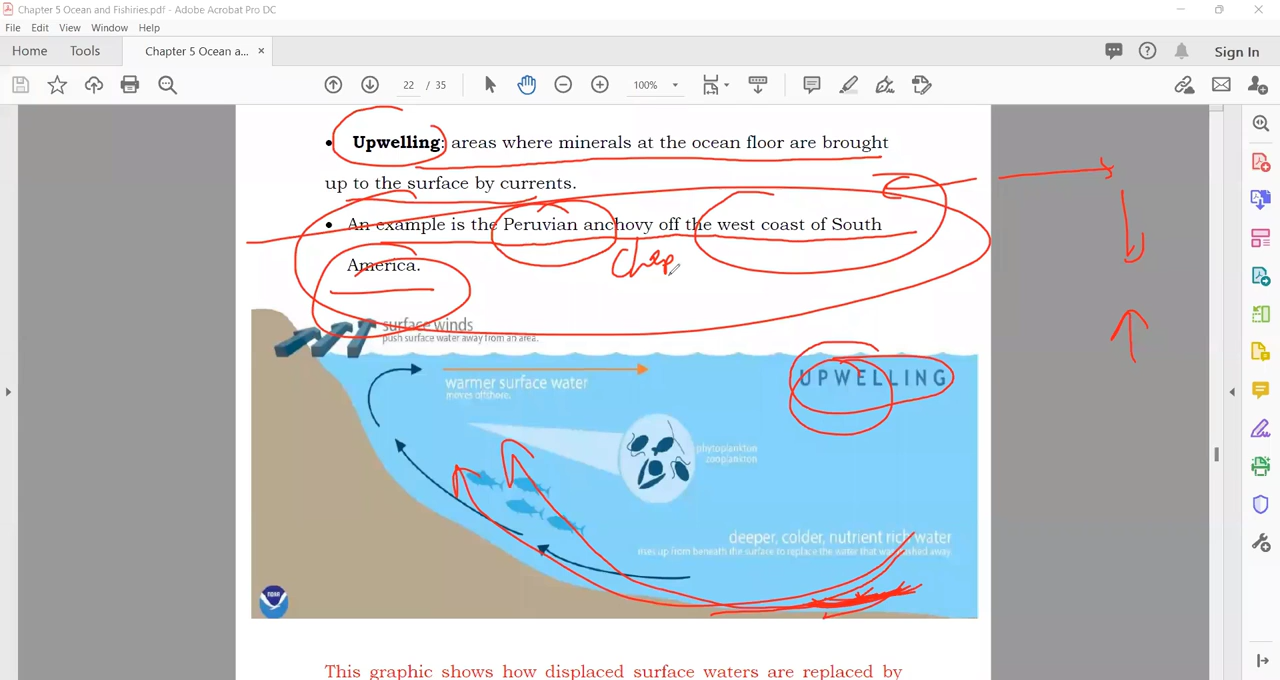 Chapter 5 Ocean and Fishiries.pdf - Adobe Acrobat Pro DC
File Edit View Window Help
Home Tools Chapter 5 Ocean a... × Sign In
22 / 35 100%
• Upwelling: areas where minerals at the ocean floor are brought
up to the surface by currents.
• An example is the Peruvian anchovy off the west coast of South
America.
Chap
surface winds
push surface water away from an area.
warmer surface water
moves offshore.
UPWELLING
phytoplankton
zooplankton
deeper, colder, nutrient rich water
rises up from beneath the surface to replace the water that was pushed away.
NOAA
This graphic shows how displaced surface waters are replaced by